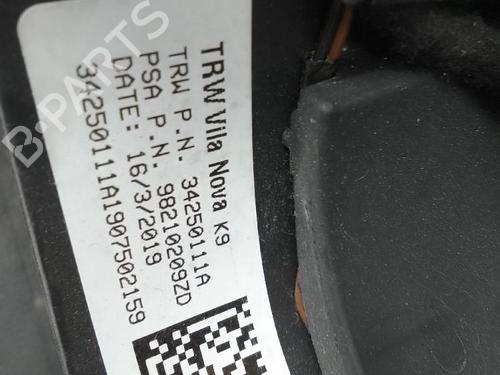 TRW Vila Nova K9
TRW P.N. 34250111A
PSA P.N. 98210209ZD
DATE: 16/3/2019
34250111A1907502159
B-PARTS